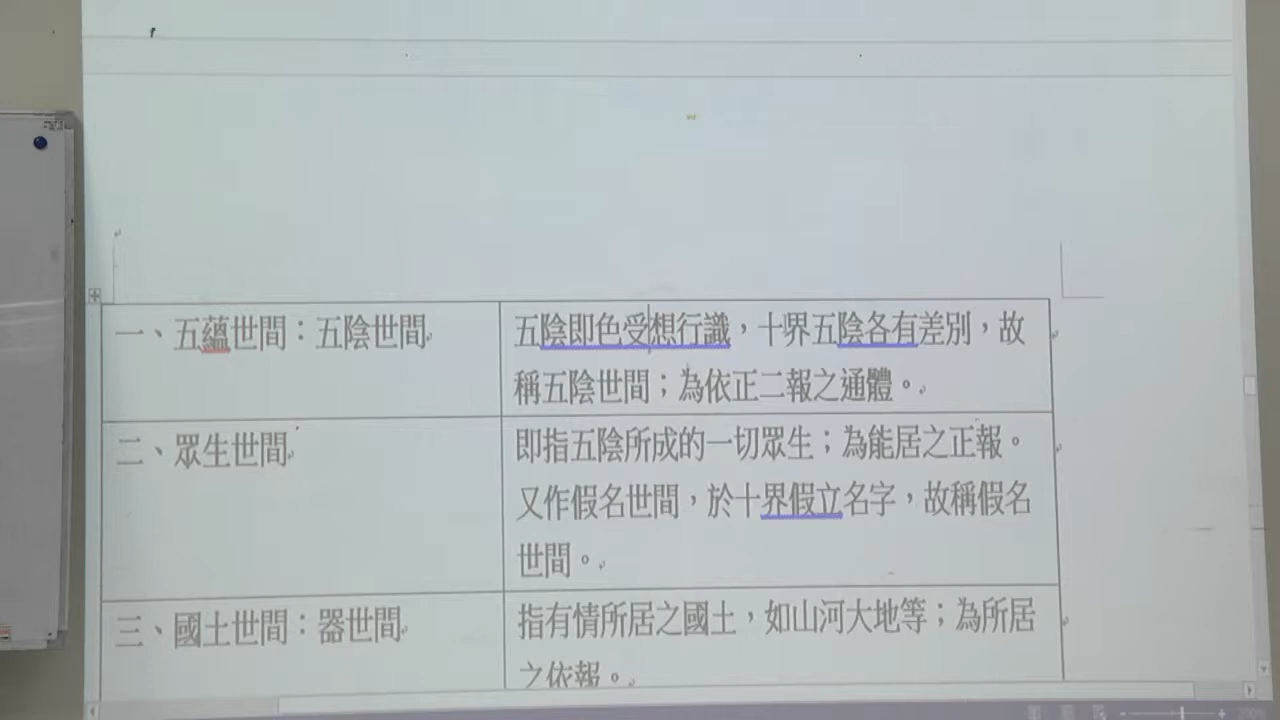 一、五蘊世間：五陰世間
五陰即色受想行識，十界五陰各有差別，故
稱五陰世間；為依正二報之通體。
二、眾生世間
即指五陰所成的一切眾生；為能居之正報。
又作假名世間，於十界假立名字，故稱假名
世間。
三、國土世間：器世間
指有情所居之國土，如山河大地等；為所居
之依報。